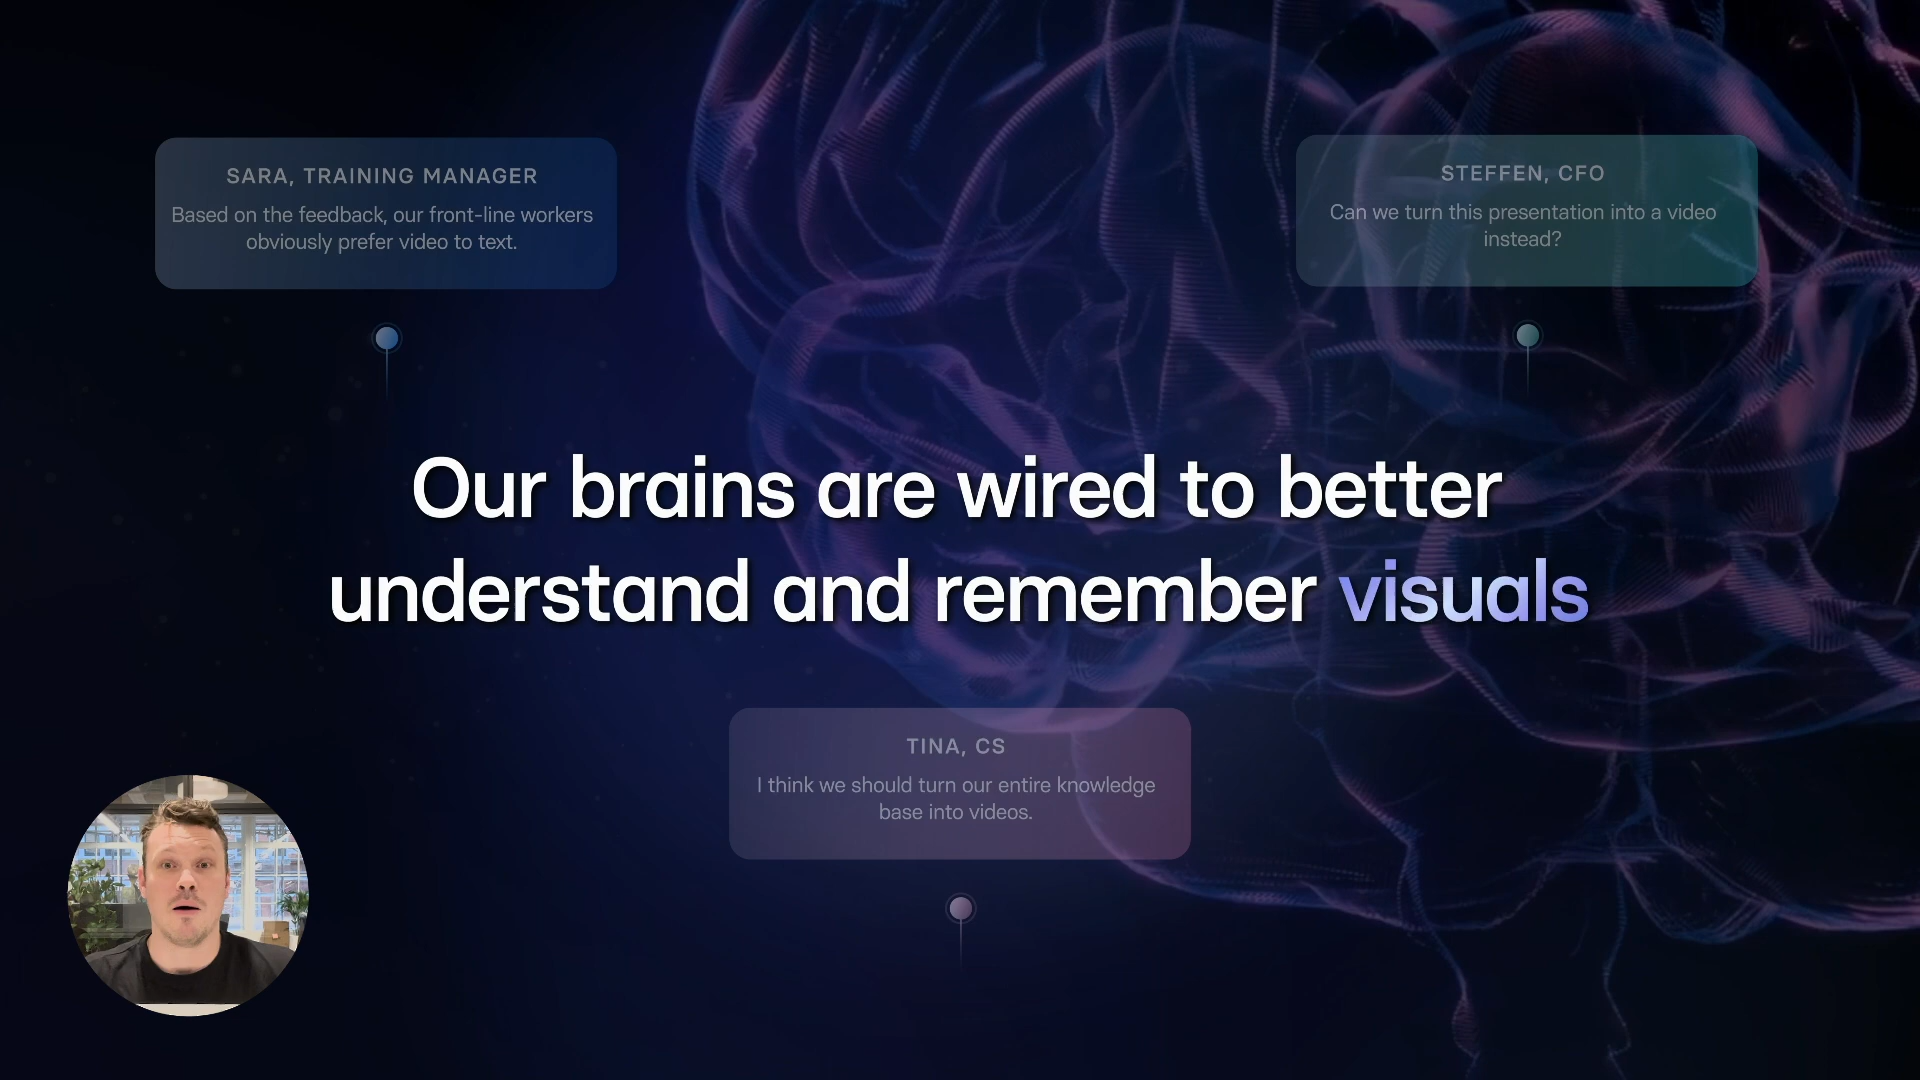 SARA, TRAINING MANAGER
Based on the feedback, our front-line workers
obviously prefer video to text.
STEFFEN, CFO
Can we turn this presentation into a video
instead?
Our brains are wired to better
understand and remember visuals
TINA, CS
I think we should turn our entire knowledge
base into videos.